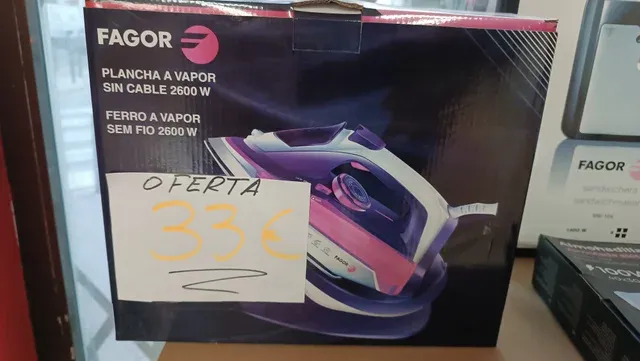 FAGOR
PLANCHA A VAPOR
SIN CABLE 2600 W
FERRO A VAPOR
SEM FIO 2600 W
OFERTA
33€
FAGOR
FAGOR